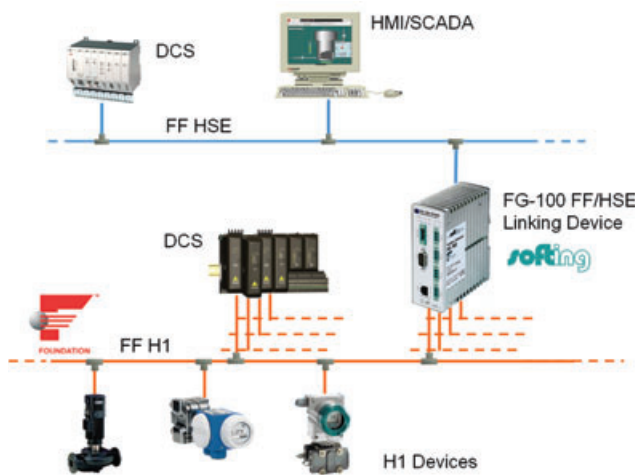 DCS
HMI/SCADA
FF HSE
FG-100 FF/HSE
Linking Device
softing
DCS
FOUNDATION
FF H1
H1 Devices